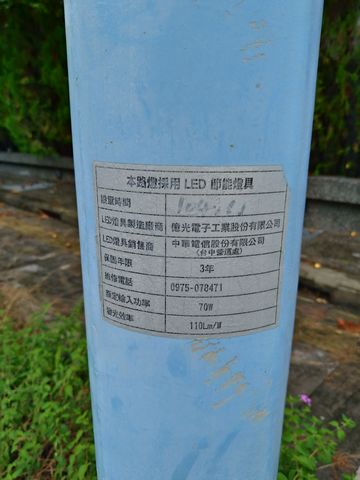 本路燈採用 LED 節能燈具
設置時間
LED燈具製造廠商 億光電子工業股份有限公司
LED燈具銷售商 中華電信股份有限公司
(台中營運處)
保固年限 3年
維修電話 0975-078471
額定輸入功率 70W
發光效率 110Lm/W